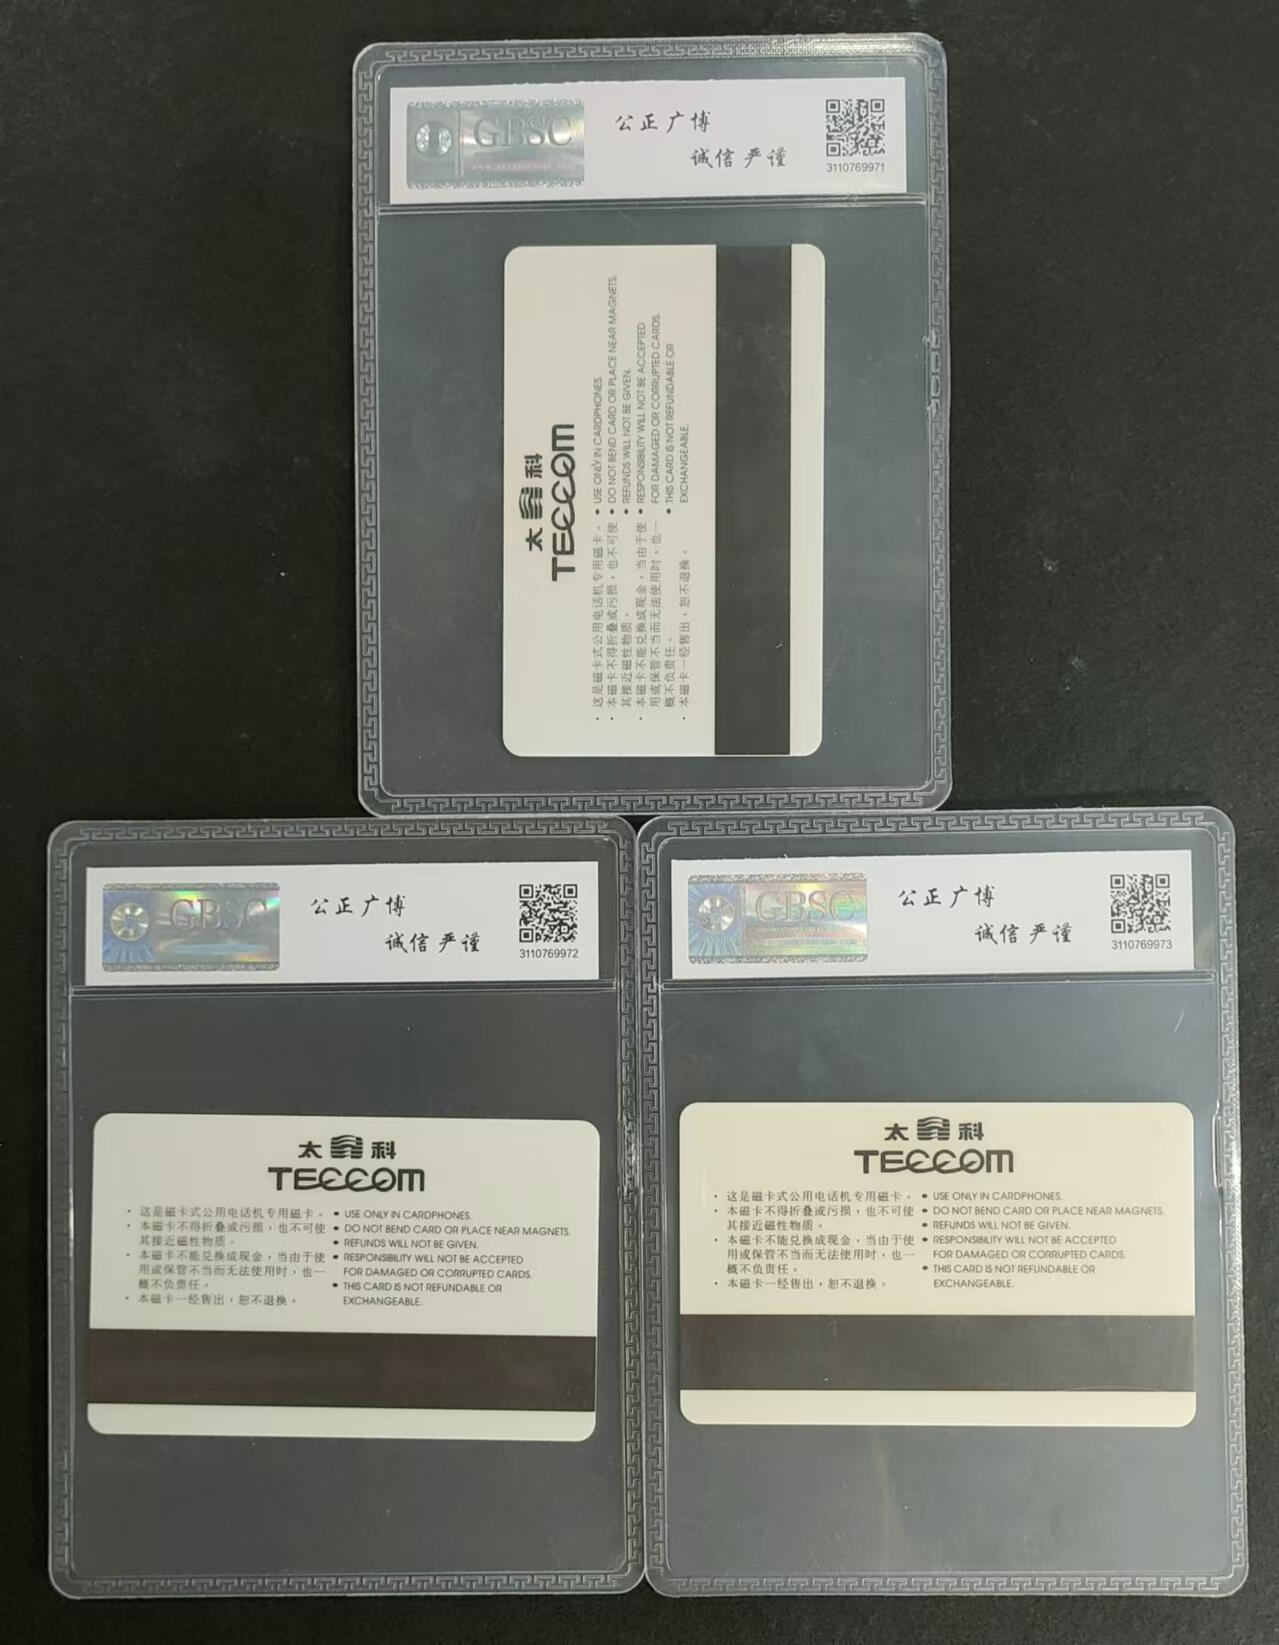 GBSC
公正广博
诚信严谨
3110769971
太 科
TECCOM
· 这是磁卡式公用电话机专用磁卡。
· 本磁卡不得折叠或污损，也不可使
其接近磁性物质。
· 本磁卡不能兑换成现金，当由于使
用或保管不当而无法使用时，也一
概不负责任。
· 本磁卡一经售出，恕不退换。
• USE ONLY IN CARDPHONES.
• DO NOT BEND CARD OR PLACE NEAR MAGNETS.
• REFUNDS WILL NOT BE GIVEN.
• RESPONSIBILITY WILL NOT BE ACCEPTED
FOR DAMAGED OR CORRUPTED CARDS.
• THIS CARD IS NOT REFUNDABLE OR
EXCHANGEABLE.
GBSC
公正广博
诚信严谨
3110769972
太 科
TECCOM
· 这是磁卡式公用电话机专用磁卡。
· 本磁卡不得折叠或污损，也不可使
其接近磁性物质。
· 本磁卡不能兑换成现金，当由于使
用或保管不当而无法使用时，也一
概不负责任。
· 本磁卡一经售出，恕不退换。
• USE ONLY IN CARDPHONES.
• DO NOT BEND CARD OR PLACE NEAR MAGNETS.
• REFUNDS WILL NOT BE GIVEN.
• RESPONSIBILITY WILL NOT BE ACCEPTED
FOR DAMAGED OR CORRUPTED CARDS.
• THIS CARD IS NOT REFUNDABLE OR
EXCHANGEABLE.
GBSC
公正广博
诚信严谨
3110769973
太 科
TECCOM
· 这是磁卡式公用电话机专用磁卡。
· 本磁卡不得折叠或污损，也不可使
其接近磁性物质。
· 本磁卡不能兑换成现金，当由于使
用或保管不当而无法使用时，也一
概不负责任。
· 本磁卡一经售出，恕不退换。
• USE ONLY IN CARDPHONES.
• DO NOT BEND CARD OR PLACE NEAR MAGNETS.
• REFUNDS WILL NOT BE GIVEN.
• RESPONSIBILITY WILL NOT BE ACCEPTED
FOR DAMAGED OR CORRUPTED CARDS.
• THIS CARD IS NOT REFUNDABLE OR
EXCHANGEABLE.